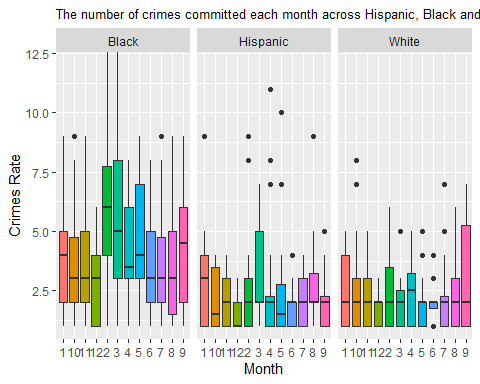 The number of crimes committed each month across Hispanic, Black and
Black Hispanic White
12.5
10.0
7.5
5.0
2.5
Crimes Rate
1 10 11 12 2 3 4 5 6 7 8 9 1 10 11 12 2 3 4 5 6 7 8 9 1 10 11 12 2 3 4 5 6 7 8 9
Month